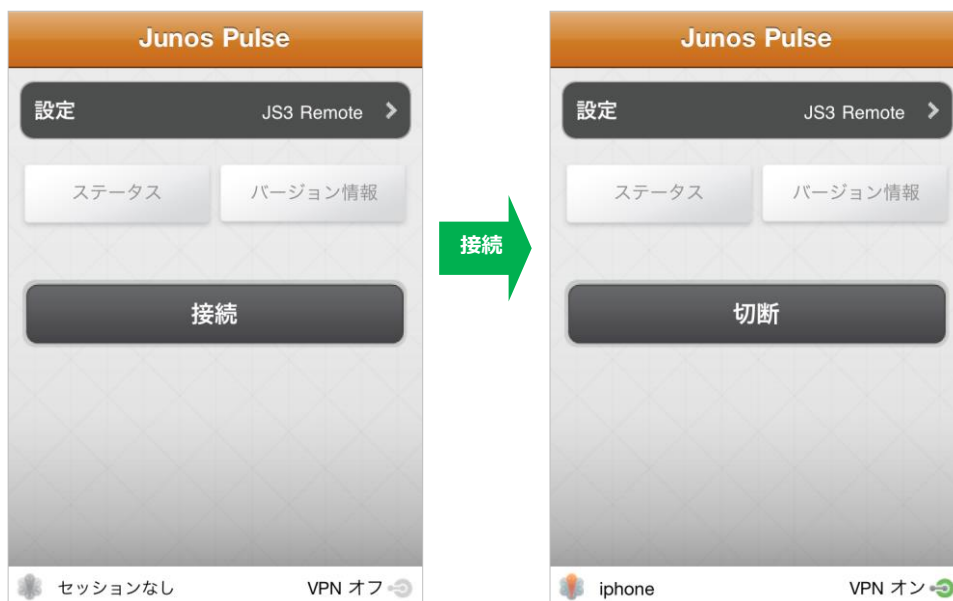 Junos Pulse
設定 JS3 Remote
ステータス バージョン情報
接続
セッションなし VPN オフ
接続
Junos Pulse
設定 JS3 Remote
ステータス バージョン情報
切断
iphone VPN オン